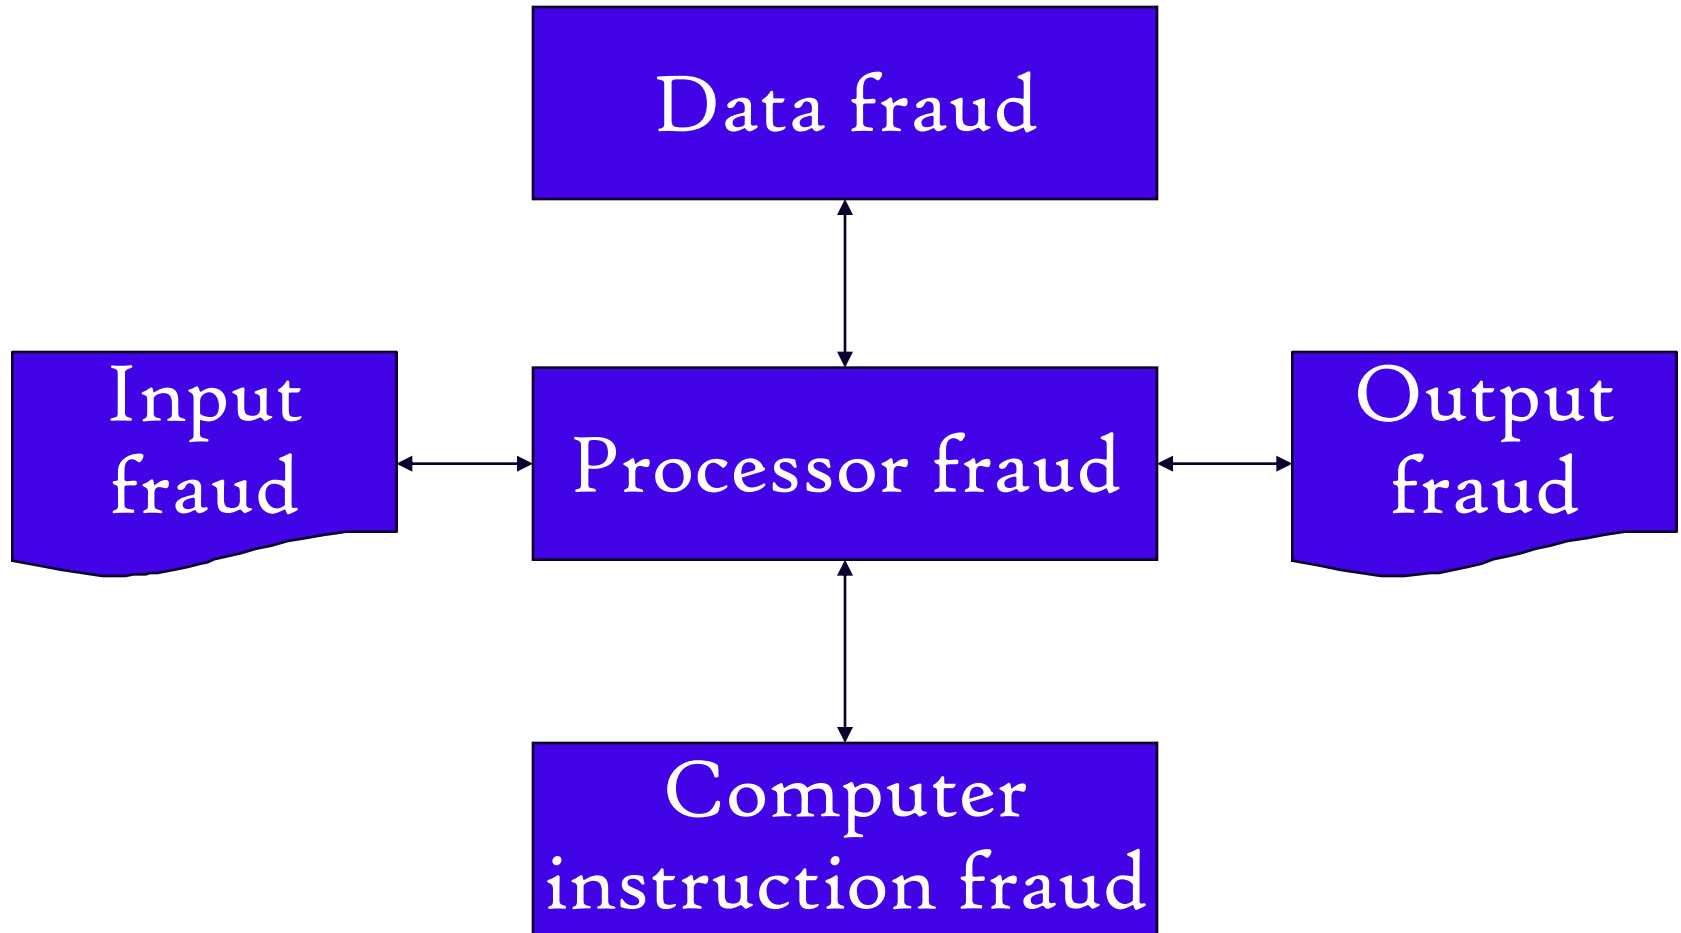 Data fraud
Input
fraud
Processor fraud
Output
fraud
Computer
instruction fraud